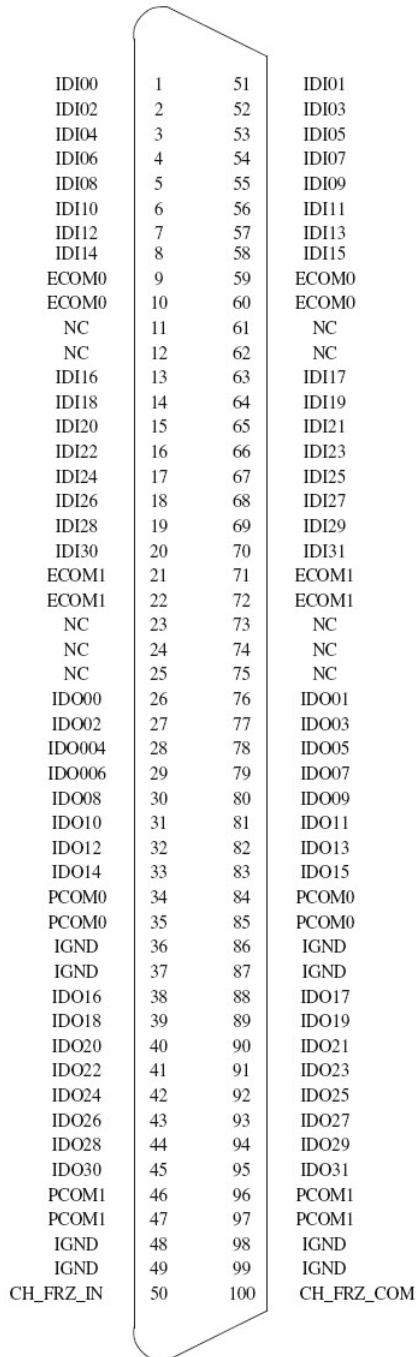 IDI00 1 51 IDI01
IDI02 2 52 IDI03
IDI04 3 53 IDI05
IDI06 4 54 IDI07
IDI08 5 55 IDI09
IDI10 6 56 IDI11
IDI12 7 57 IDI13
IDI14 8 58 IDI15
ECOM0 9 59 ECOM0
ECOM0 10 60 ECOM0
NC 11 61 NC
NC 12 62 NC
IDI16 13 63 IDI17
IDI18 14 64 IDI19
IDI20 15 65 IDI21
IDI22 16 66 IDI23
IDI24 17 67 IDI25
IDI26 18 68 IDI27
IDI28 19 69 IDI29
IDI30 20 70 IDI31
ECOM1 21 71 ECOM1
ECOM1 22 72 ECOM1
NC 23 73 NC
NC 24 74 NC
NC 25 75 NC
IDO00 26 76 IDO01
IDO02 27 77 IDO03
IDO004 28 78 IDO05
IDO006 29 79 IDO07
IDO08 30 80 IDO09
IDO10 31 81 IDO11
IDO12 32 82 IDO13
IDO14 33 83 IDO15
PCOM0 34 84 PCOM0
PCOM0 35 85 PCOM0
IGND 36 86 IGND
IGND 37 87 IGND
IDO16 38 88 IDO17
IDO18 39 89 IDO19
IDO20 40 90 IDO21
IDO22 41 91 IDO23
IDO24 42 92 IDO25
IDO26 43 93 IDO27
IDO28 44 94 IDO29
IDO30 45 95 IDO31
PCOM1 46 96 PCOM1
PCOM1 47 97 PCOM1
IGND 48 98 IGND
IGND 49 99 IGND
CH_FRZ_IN 50 100 CH_FRZ_COM